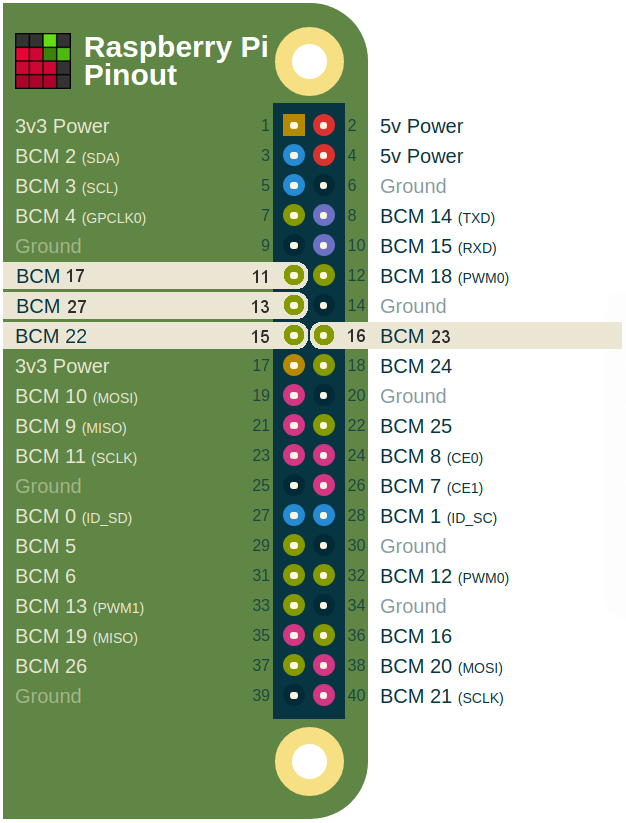 Raspberry Pi
Pinout
3v3 Power 1 2 5v Power
BCM 2 (SDA) 3 4 5v Power
BCM 3 (SCL) 5 6 Ground
BCM 4 (GPCLK0) 7 8 BCM 14 (TXD)
Ground 9 10 BCM 15 (RXD)
BCM 17 11 12 BCM 18 (PWM0)
BCM 27 13 14 Ground
BCM 22 15 16 BCM 23
3v3 Power 17 18 BCM 24
BCM 10 (MOSI) 19 20 Ground
BCM 9 (MISO) 21 22 BCM 25
BCM 11 (SCLK) 23 24 BCM 8 (CE0)
Ground 25 26 BCM 7 (CE1)
BCM 0 (ID_SD) 27 28 BCM 1 (ID_SC)
BCM 5 29 30 Ground
BCM 6 31 32 BCM 12 (PWM0)
BCM 13 (PWM1) 33 34 Ground
BCM 19 (MISO) 35 36 BCM 16
BCM 26 37 38 BCM 20 (MOSI)
Ground 39 40 BCM 21 (SCLK)